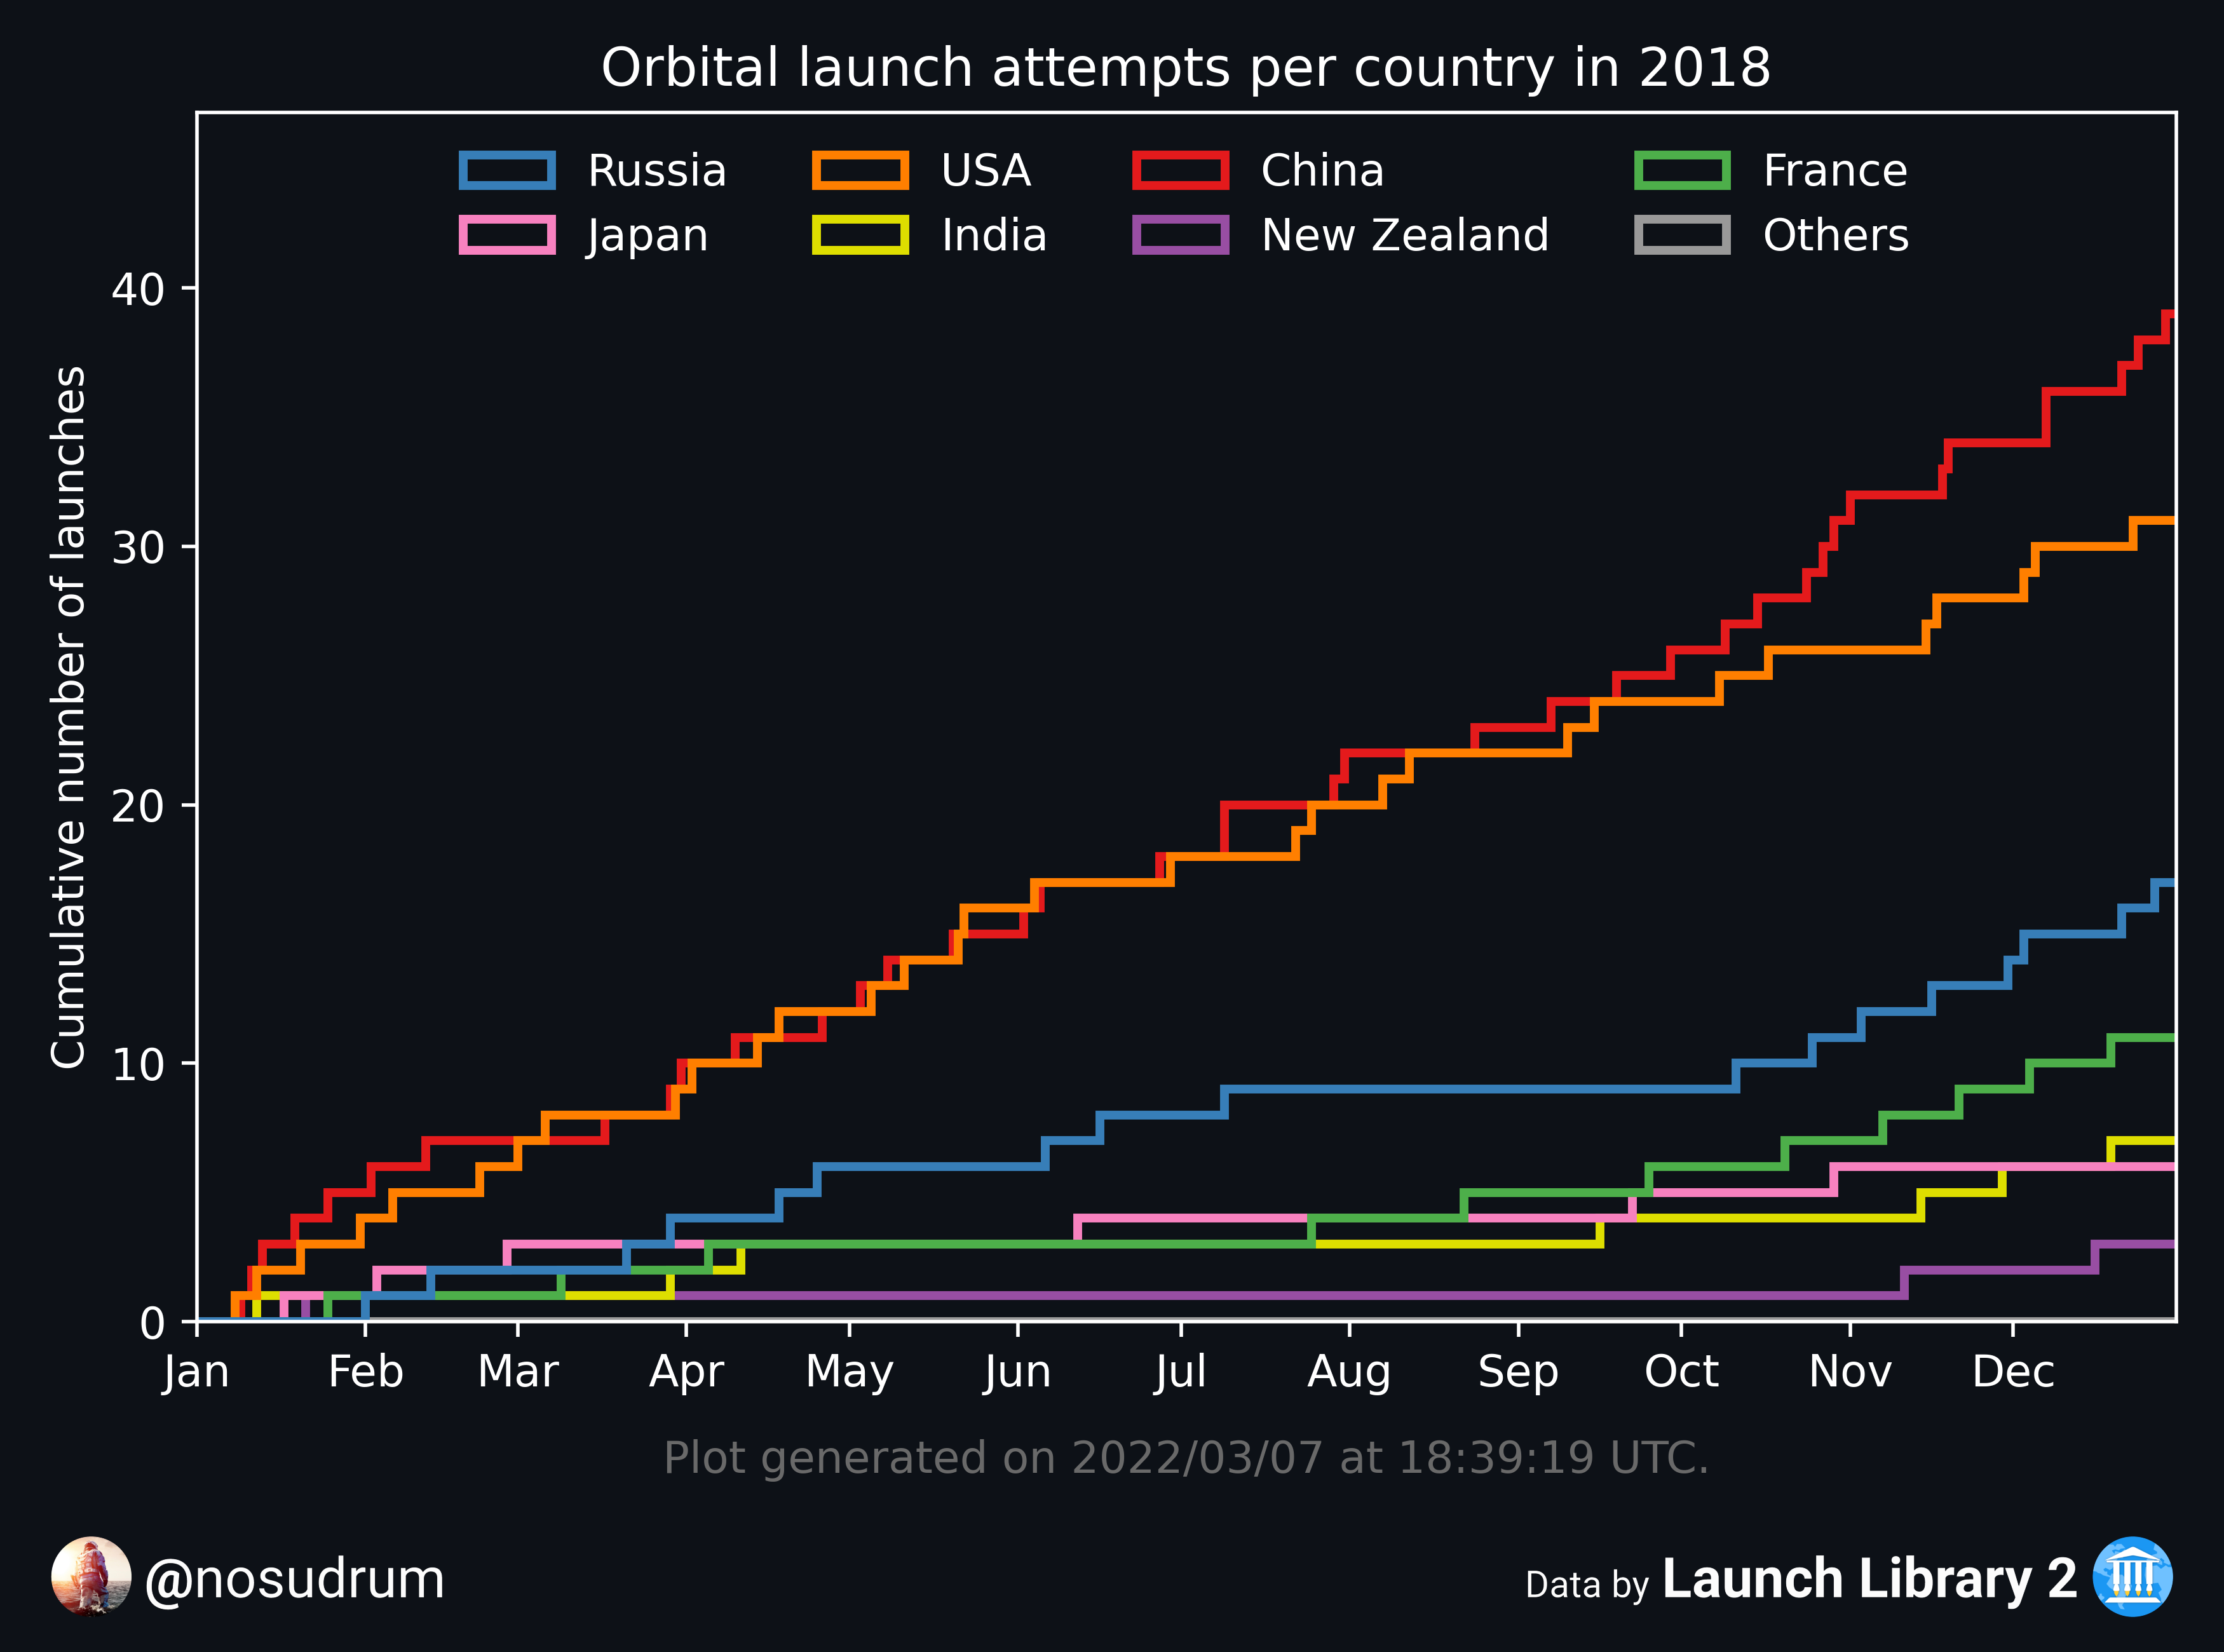 Orbital launch attempts per country in 2018
Russia USA China France
Japan India New Zealand Others
Cumulative number of launches
40
30
20
10
0
Jan Feb Mar Apr May Jun Jul Aug Sep Oct Nov Dec
Plot generated on 2022/03/07 at 18:39:19 UTC.
@nosudrum
Data by Launch Library 2